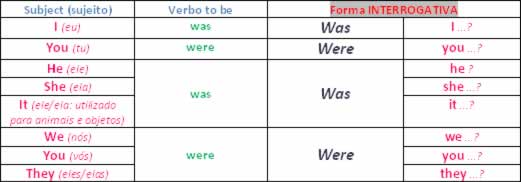 Subject (sujeito) Verbo to be Forma INTERROGATIVA
I (eu) was Was I ...?
You (tu) were Were you ...?
He (ele) he ?
She (ela) was Was she ...?
It (ele/ela: utilizado it ...?
para animais e objetos)
We (nós) we ...?
You (vós) were Were you ...?
They (eles/elas) they ...?